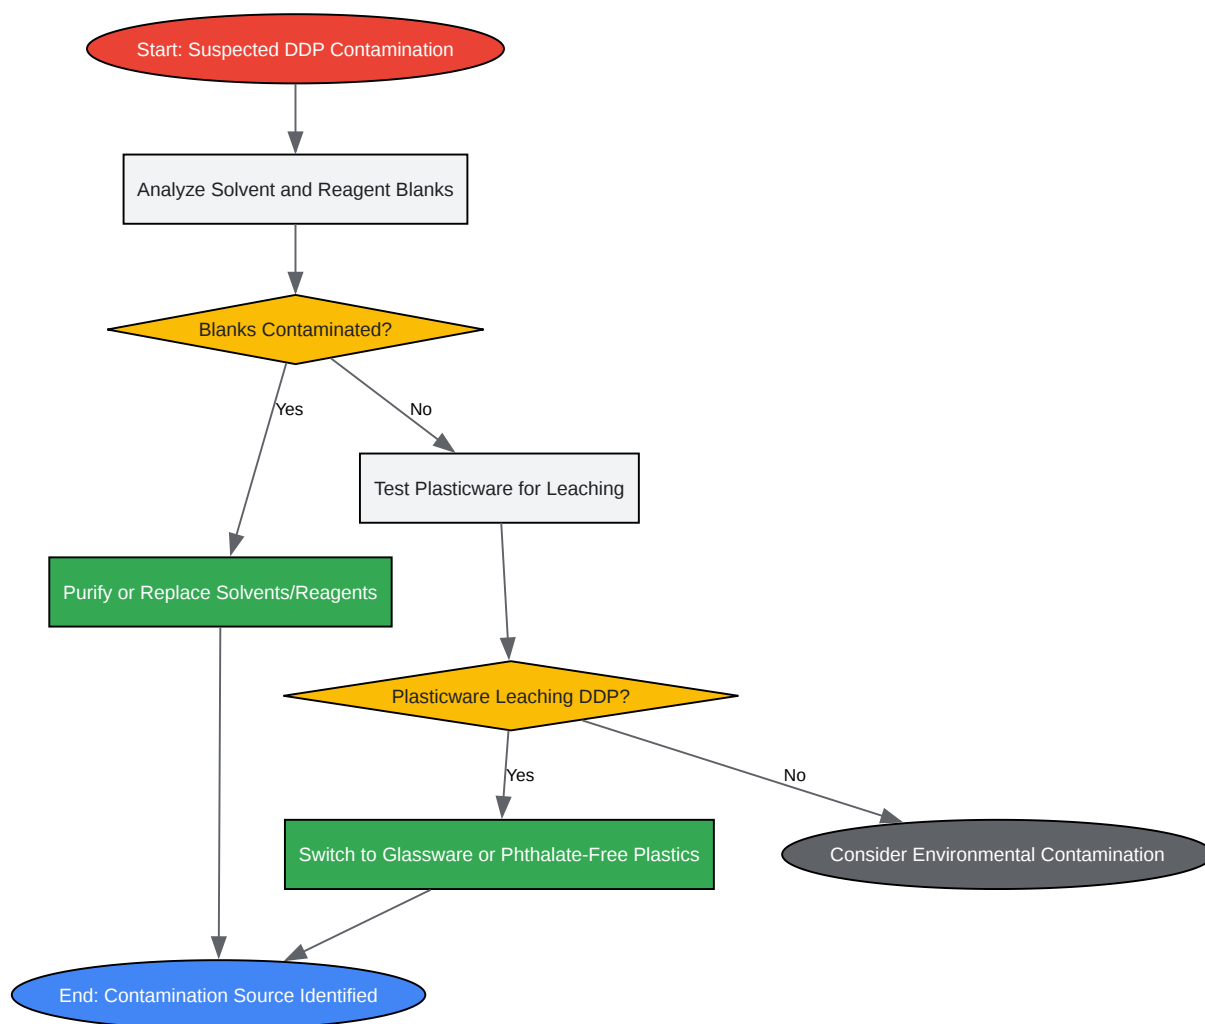 Start: Suspected DDP Contamination
Analyze Solvent and Reagent Blanks
Blanks Contaminated?
Yes
No
Test Plasticware for Leaching
Purify or Replace Solvents/Reagents
Plasticware Leaching DDP?
Yes
No
Switch to Glassware or Phthalate-Free Plastics
Consider Environmental Contamination
End: Contamination Source Identified